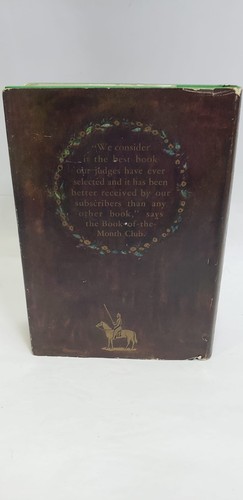 "We consider
it the best book
our judges have ever
selected and it has been
better received by our
subscribers than any
other book," says
the Book-of-the-
Month Club.